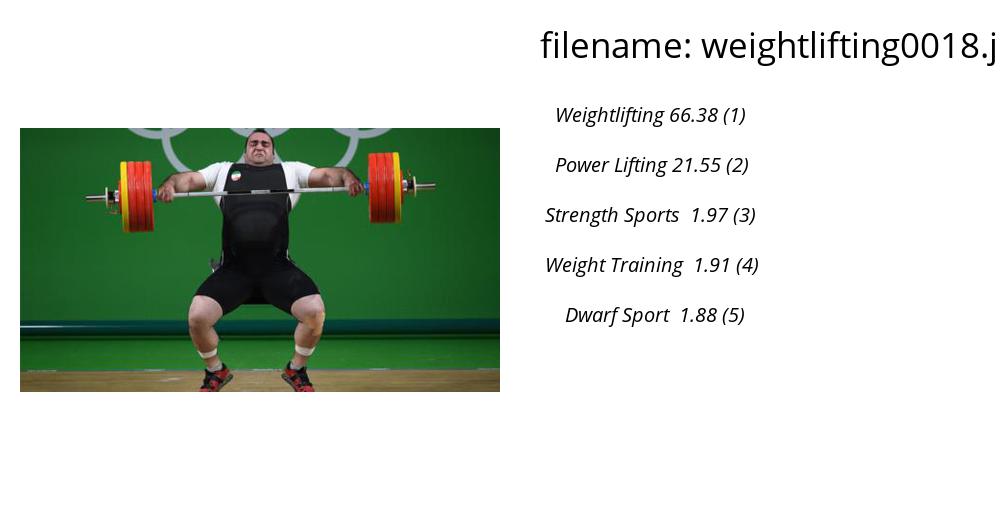 filename: weightlifting0018.j
Weightlifting 66.38 (1)
Power Lifting 21.55 (2)
Strength Sports 1.97 (3)
Weight Training 1.91 (4)
Dwarf Sport 1.88 (5)